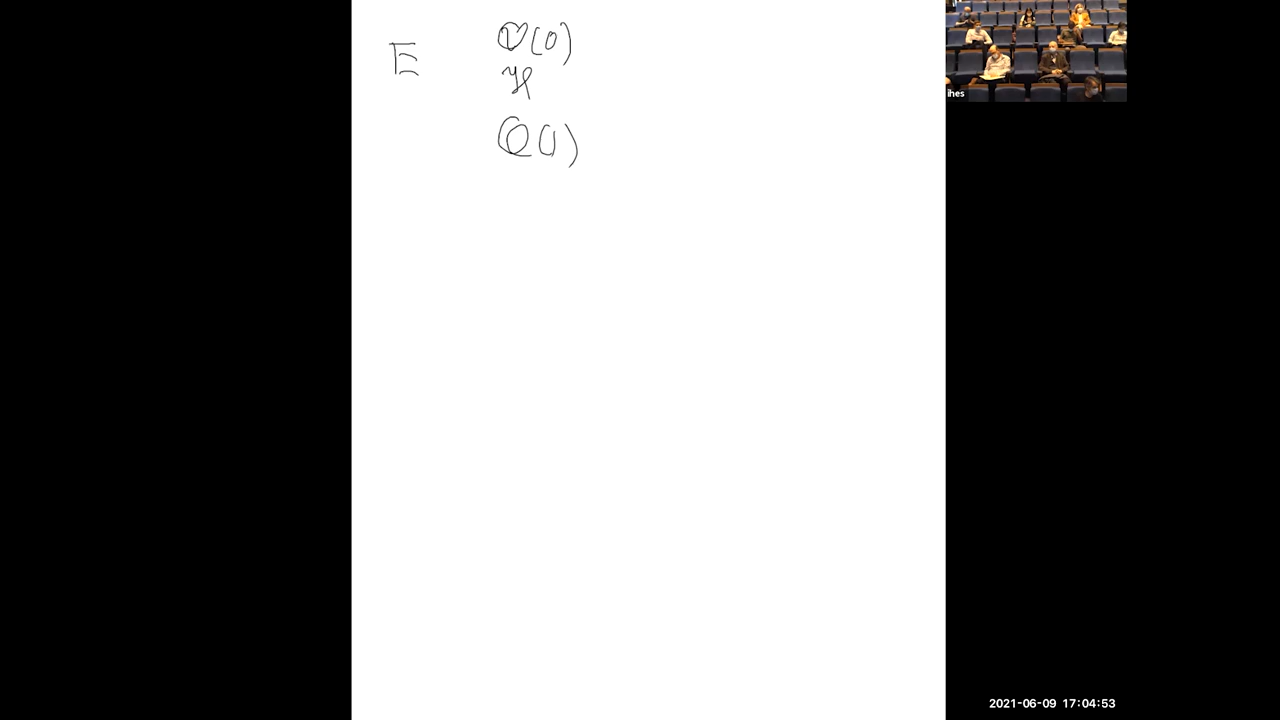 E
ℚ(0)
ℋ
ℚ(1)
ihes
2021-06-09 17:04:53